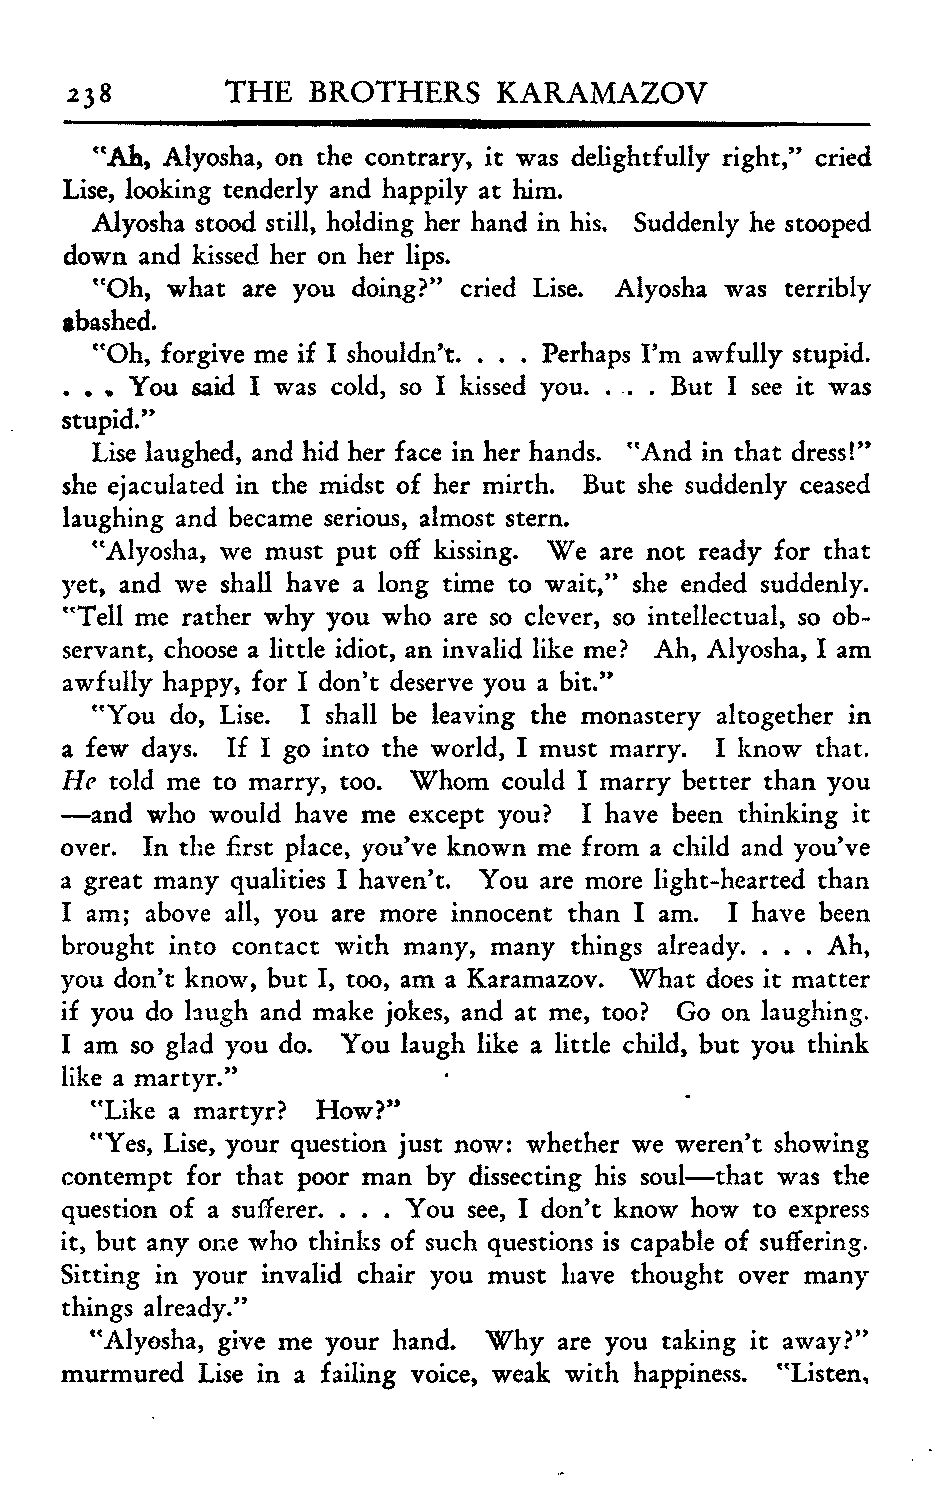 238 THE BROTHERS KARAMAZOV
"Ah, Alyosha, on the contrary, it was delightfully right," cried
Lise, looking tenderly and happily at him.
Alyosha stood still, holding her hand in his. Suddenly he stooped
down and kissed her on her lips.
"Oh, what are you doing?" cried Lise. Alyosha was terribly
abashed.
"Oh, forgive me if I shouldn't. . . . Perhaps I'm awfully stupid.
. . . You said I was cold, so I kissed you. . . . But I see it was
stupid."
Lise laughed, and hid her face in her hands. "And in that dress!"
she ejaculated in the midst of her mirth. But she suddenly ceased
laughing and became serious, almost stern.
"Alyosha, we must put off kissing. We are not ready for that
yet, and we shall have a long time to wait," she ended suddenly.
"Tell me rather why you who are so clever, so intellectual, so ob-
servant, choose a little idiot, an invalid like me? Ah, Alyosha, I am
awfully happy, for I don't deserve you a bit."
"You do, Lise. I shall be leaving the monastery altogether in
a few days. If I go into the world, I must marry. I know that.
He told me to marry, too. Whom could I marry better than you
—and who would have me except you? I have been thinking it
over. In the first place, you've known me from a child and you've
a great many qualities I haven't. You are more light-hearted than
I am; above all, you are more innocent than I am. I have been
brought into contact with many, many things already. . . . Ah,
you don't know, but I, too, am a Karamazov. What does it matter
if you do laugh and make jokes, and at me, too? Go on laughing.
I am so glad you do. You laugh like a little child, but you think
like a martyr."
"Like a martyr? How?"
"Yes, Lise, your question just now: whether we weren't showing
contempt for that poor man by dissecting his soul—that was the
question of a sufferer. . . . You see, I don't know how to express
it, but any one who thinks of such questions is capable of suffering.
Sitting in your invalid chair you must have thought over many
things already."
"Alyosha, give me your hand. Why are you taking it away?"
murmured Lise in a failing voice, weak with happiness. "Listen,